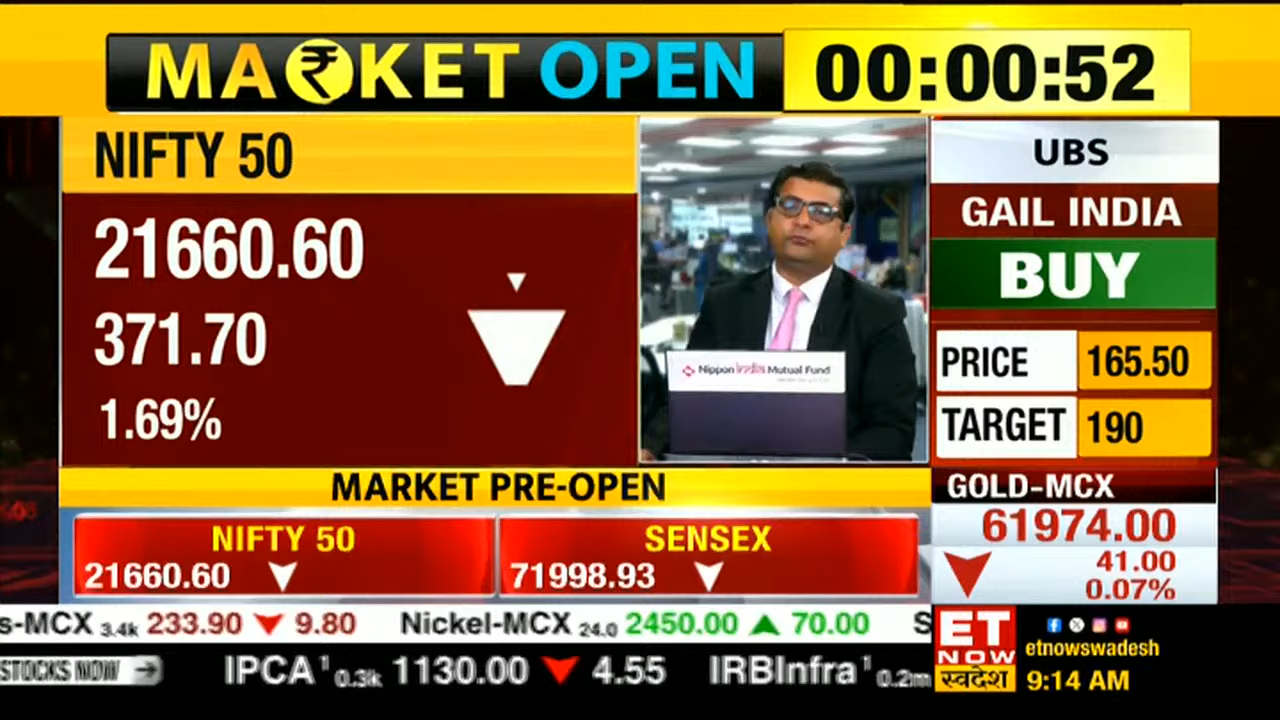 MA₹KET OPEN 00:00:52
NIFTY 50
21660.60
371.70
1.69%
Nippon india Mutual Fund
UBS
GAIL INDIA
BUY
PRICE 165.50
TARGET 190
MARKET PRE-OPEN
NIFTY 50
21660.60
SENSEX
71998.93
GOLD-MCX
61974.00
41.00
0.07%
s-MCX 3.4k 233.90 9.80 Nickel-MCX 24.0 2450.00 70.00 S
STOCKS NOW IPCA 1 0.3k 1130.00 4.55 IRBInfra 1 0.2m
ET
NOW
स्वदेश
etnowswadesh
9:14 AM